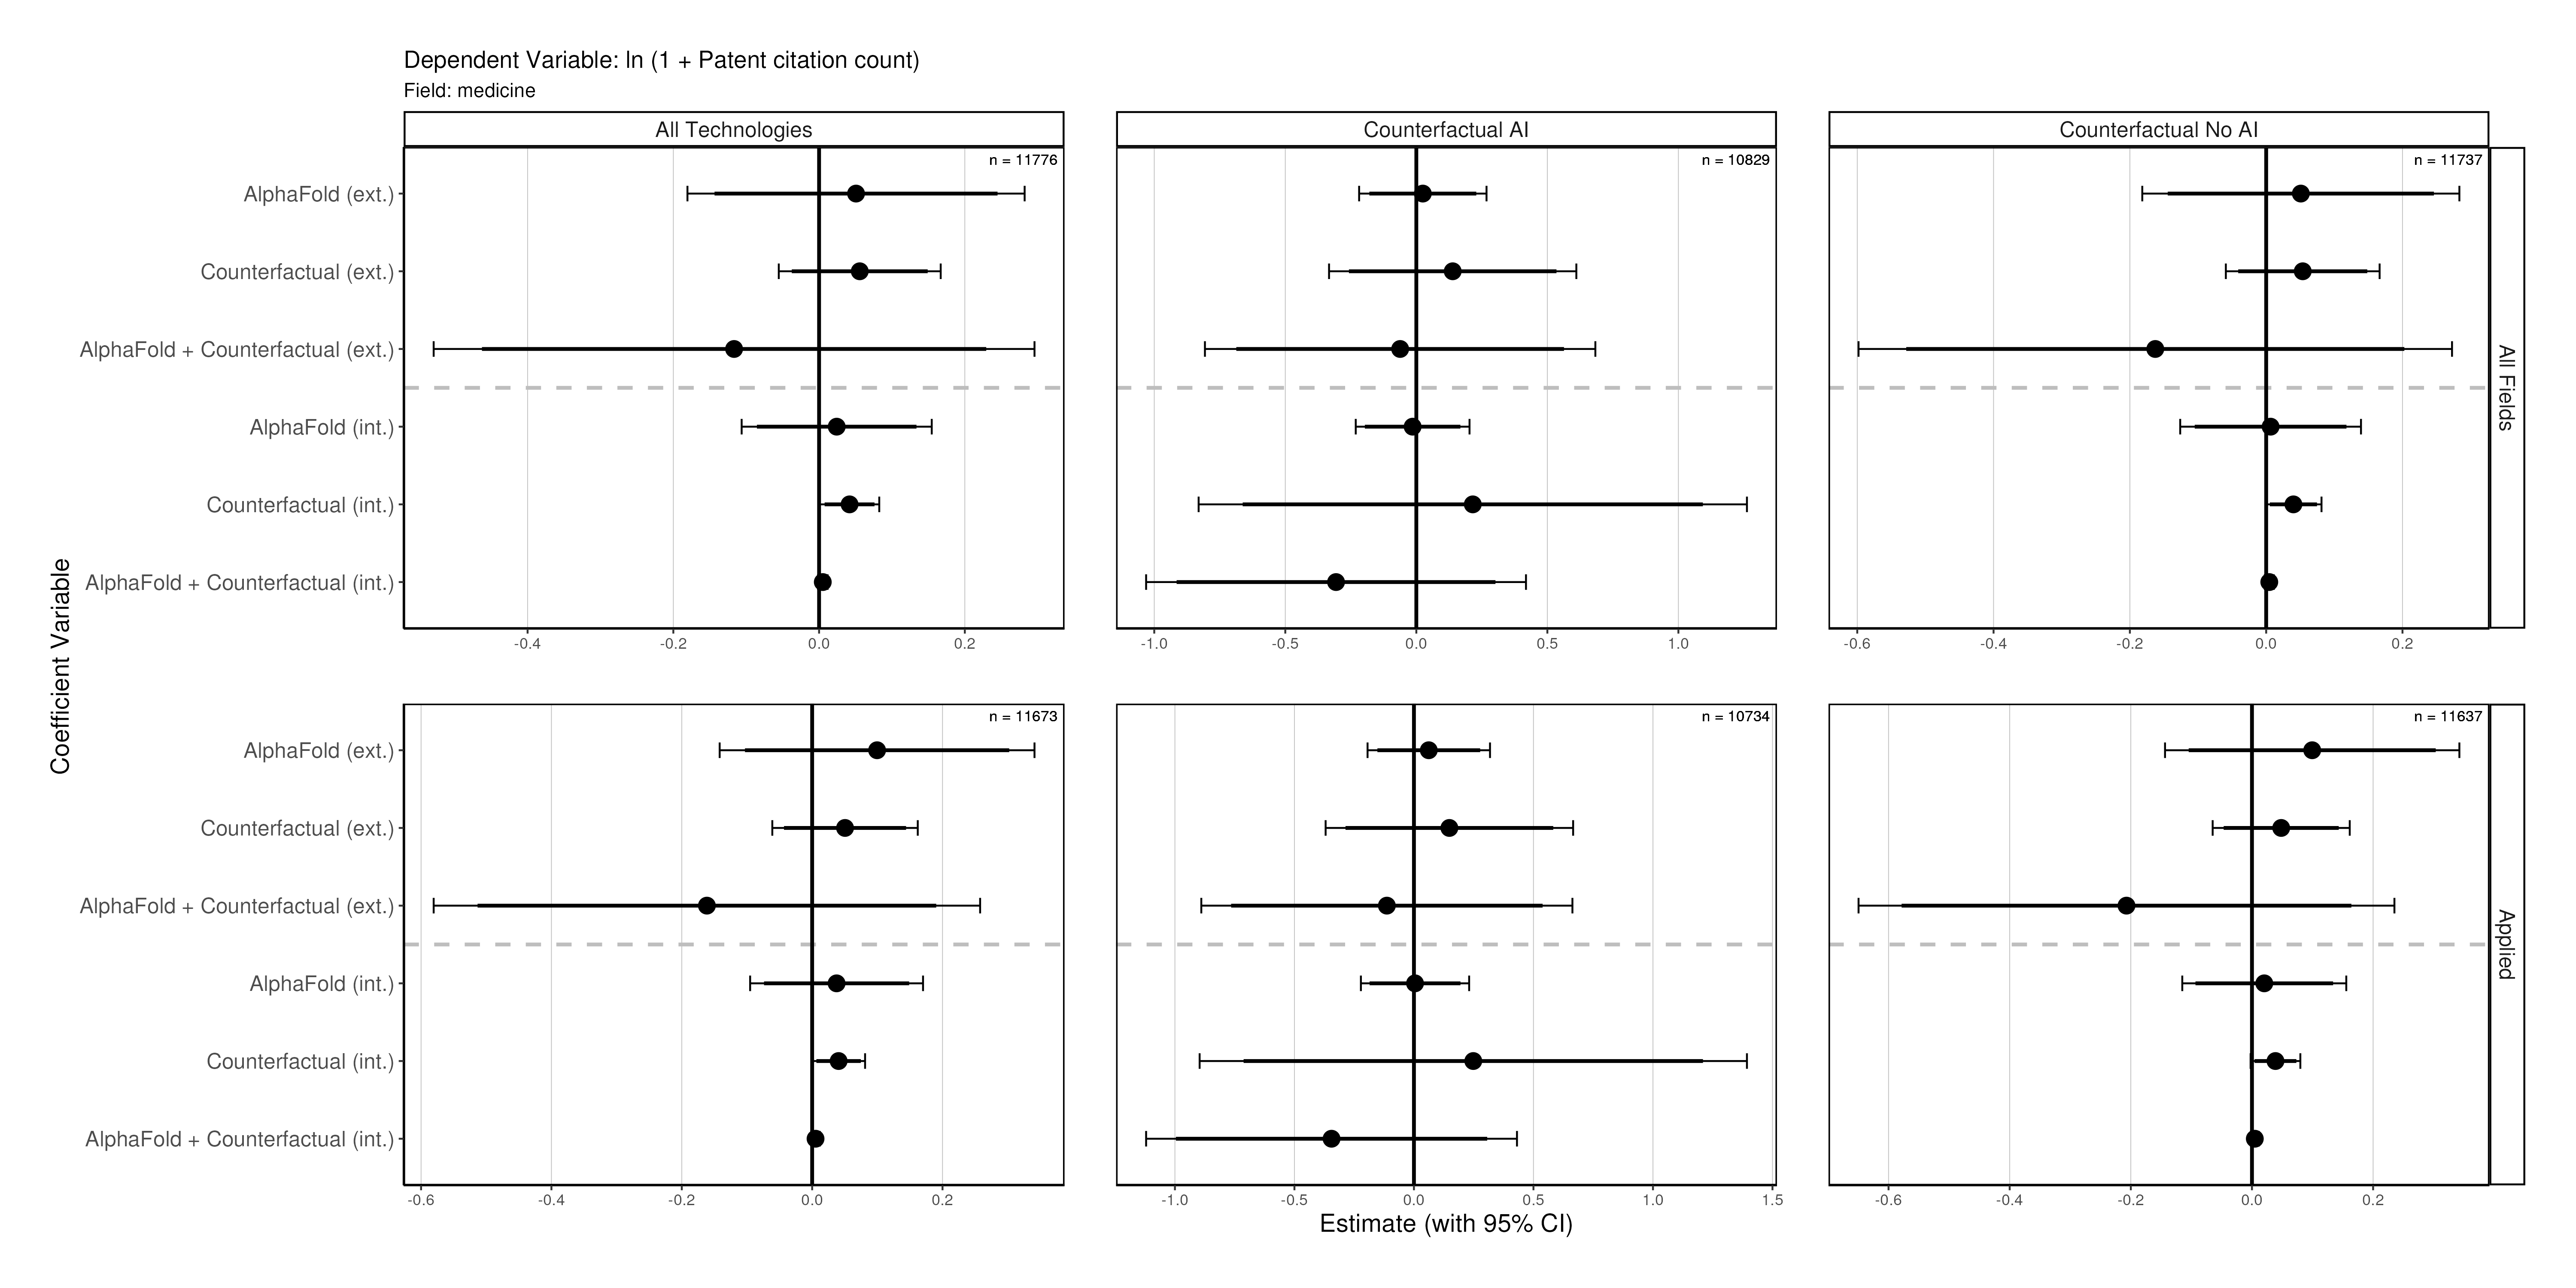 Dependent Variable: ln (1 + Patent citation count)
Field: medicine
All Technologies
Counterfactual AI
Counterfactual No AI
n = 11776
n = 10829
n = 11737
AlphaFold (ext.)
Counterfactual (ext.)
AlphaFold + Counterfactual (ext.)
AlphaFold (int.)
Counterfactual (int.)
AlphaFold + Counterfactual (int.)
All Fields
-0.4 -0.2 0.0 0.2
-1.0 -0.5 0.0 0.5 1.0
-0.6 -0.4 -0.2 0.0 0.2
Coefficient Variable
n = 11673
n = 10734
n = 11637
AlphaFold (ext.)
Counterfactual (ext.)
AlphaFold + Counterfactual (ext.)
AlphaFold (int.)
Counterfactual (int.)
AlphaFold + Counterfactual (int.)
Applied
-0.6 -0.4 -0.2 0.0 0.2
-1.0 -0.5 0.0 0.5 1.0 1.5
-0.6 -0.4 -0.2 0.0 0.2
Estimate (with 95% CI)